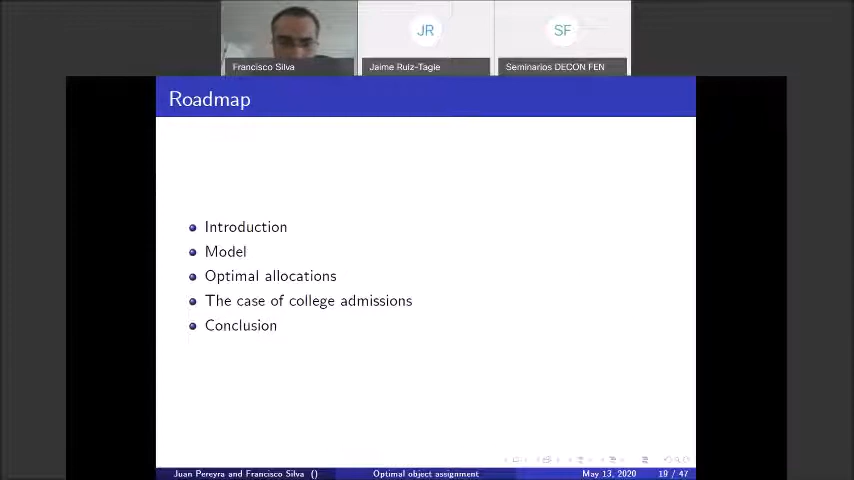 JR
SF
Francisco Silva
Jaime Ruiz-Tagle
Seminarios DECON FEN
Roadmap
Introduction
Model
Optimal allocations
The case of college admissions
Conclusion
Juan Pereyra and Francisco Silva ()
Optimal object assignment
May 13, 2020
19 / 47